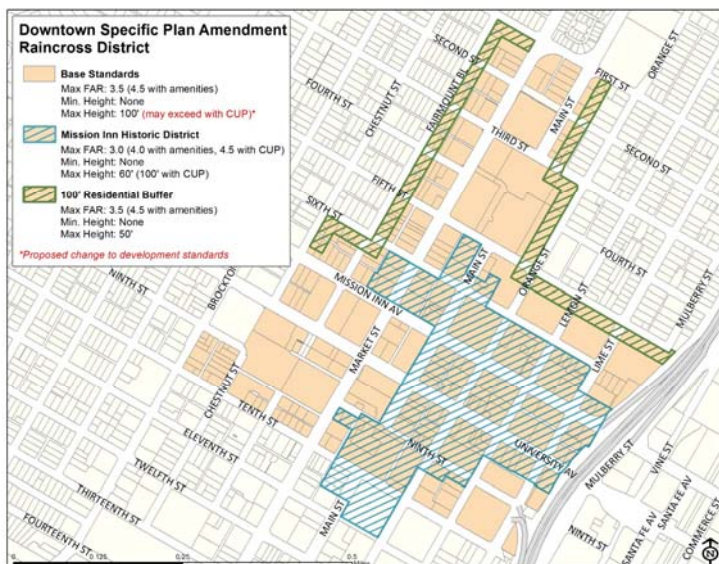 Downtown Specific Plan Amendment
Raincross District
Base Standards
Max FAR: 3.5 (4.5 with amenities)
Min. Height: None
Max Height: 100' (may exceed with CUP)*
Mission Inn Historic District
Max FAR: 3.0 (4.0 with amenities, 4.5 with CUP)
Min. Height: None
Max Height: 60' (100' with CUP)
100' Residential Buffer
Max FAR: 3.5 (4.5 with amenities)
Min. Height: None
Max Height: 50'
*Proposed change to development standards
SECOND ST
ORANGE ST
FIRST ST
FOURTH ST
CHESTNUT ST
FAIRMOUNT BL
MAIN ST
THIRD ST
SECOND ST
FIFTH ST
SIXTH ST
FOURTH ST
NINTH ST
BROCKTO
MISSION INN AV
MAIN ST
ORANGE ST
LEMON ST
MULBERRY ST
MARKET ST
LIME ST
CHESTNUT ST
TENTH ST
ELEVENTH ST
NINTH ST
UNIVERSITY AV
MULBERRY ST
VINE ST
TWELFTH ST
MAIN ST
SANTA FE AV
THIRTEENTH ST
NINTH ST
SANTA FE AV
COMMERCE ST
FOURTEENTH ST
0 0.125 0.25 0.5
N